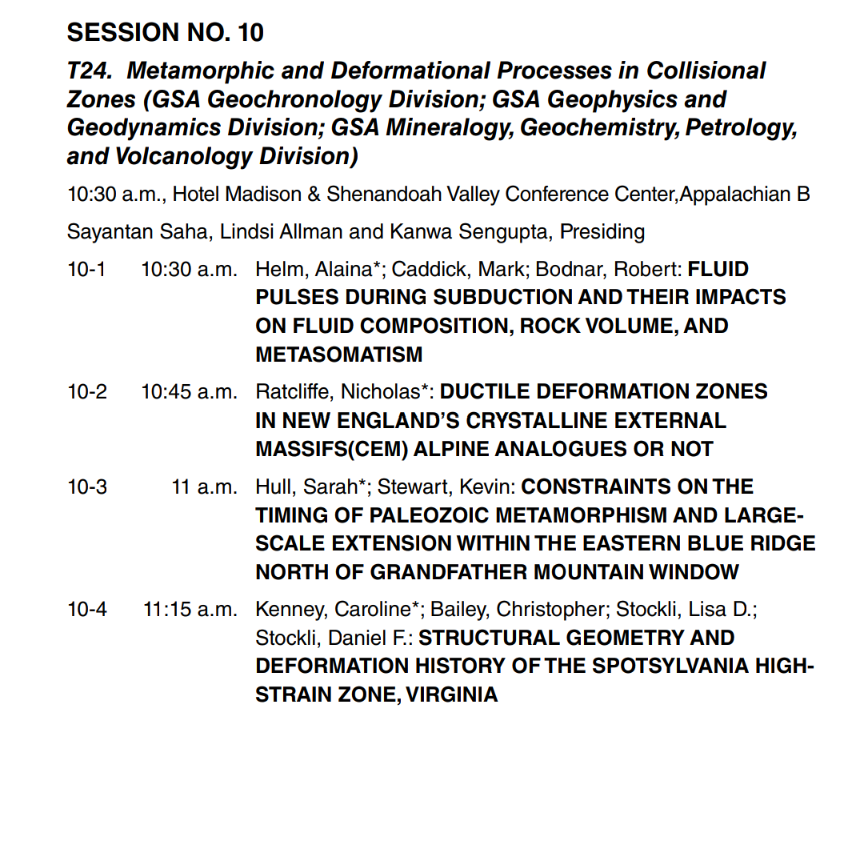 SESSION NO. 10
T24. Metamorphic and Deformational Processes in Collisional
Zones (GSA Geochronology Division; GSA Geophysics and
Geodynamics Division; GSA Mineralogy, Geochemistry, Petrology,
and Volcanology Division)
10:30 a.m., Hotel Madison & Shenandoah Valley Conference Center,Appalachian B
Sayantan Saha, Lindsi Allman and Kanwa Sengupta, Presiding
10-1 10:30 a.m. Helm, Alaina*; Caddick, Mark; Bodnar, Robert: FLUID
PULSES DURING SUBDUCTION AND THEIR IMPACTS
ON FLUID COMPOSITION, ROCK VOLUME, AND
METASOMATISM
10-2 10:45 a.m. Ratcliffe, Nicholas*: DUCTILE DEFORMATION ZONES
IN NEW ENGLAND'S CRYSTALLINE EXTERNAL
MASSIFS(CEM) ALPINE ANALOGUES OR NOT
10-3 11 a.m. Hull, Sarah*; Stewart, Kevin: CONSTRAINTS ON THE
TIMING OF PALEOZOIC METAMORPHISM AND LARGE-
SCALE EXTENSION WITHIN THE EASTERN BLUE RIDGE
NORTH OF GRANDFATHER MOUNTAIN WINDOW
10-4 11:15 a.m. Kenney, Caroline*; Bailey, Christopher; Stockli, Lisa D.;
Stockli, Daniel F.: STRUCTURAL GEOMETRY AND
DEFORMATION HISTORY OF THE SPOTSYLVANIA HIGH-
STRAIN ZONE, VIRGINIA